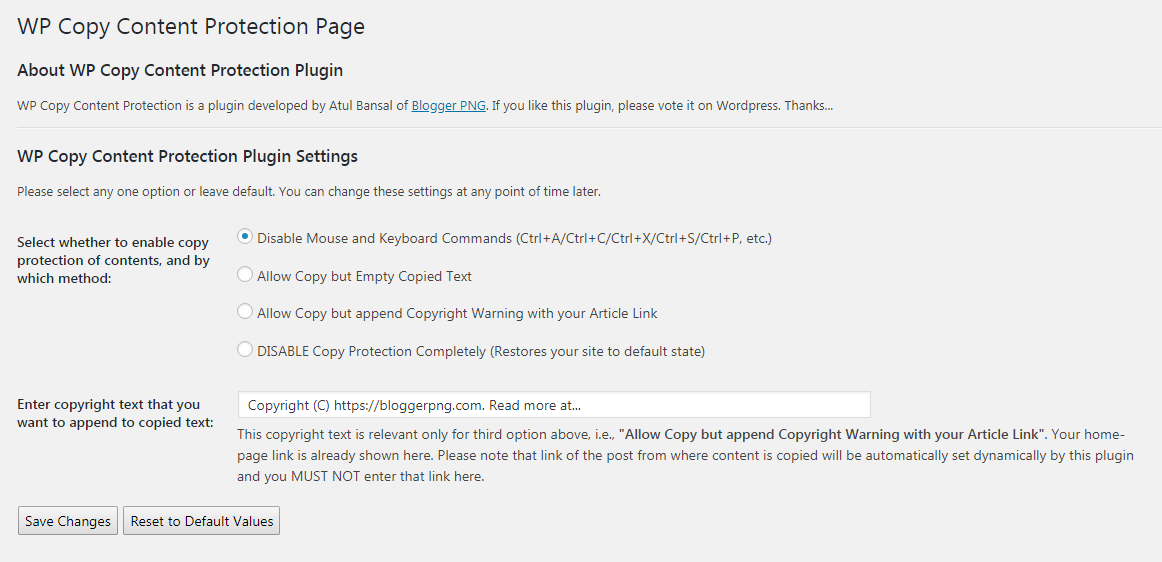 WP Copy Content Protection Page
About WP Copy Content Protection Plugin
WP Copy Content Protection is a plugin developed by Atul Bansal of Blogger PNG. If you like this plugin, please vote it on Wordpress. Thanks...
WP Copy Content Protection Plugin Settings
Please select any one option or leave default. You can change these settings at any point of time later.
Select whether to enable copy
protection of contents, and by
which method:
Disable Mouse and Keyboard Commands (Ctrl+A/Ctrl+C/Ctrl+X/Ctrl+S/Ctrl+P, etc.)
Allow Copy but Empty Copied Text
Allow Copy but append Copyright Warning with your Article Link
DISABLE Copy Protection Completely (Restores your site to default state)
Enter copyright text that you
want to append to copied text:
Copyright (C) https://bloggerpng.com. Read more at...
This copyright text is relevant only for third option above, i.e., "Allow Copy but append Copyright Warning with your Article Link". Your home-
page link is already shown here. Please note that link of the post from where content is copied will be automatically set dynamically by this plugin
and you MUST NOT enter that link here.
Save Changes
Reset to Default Values